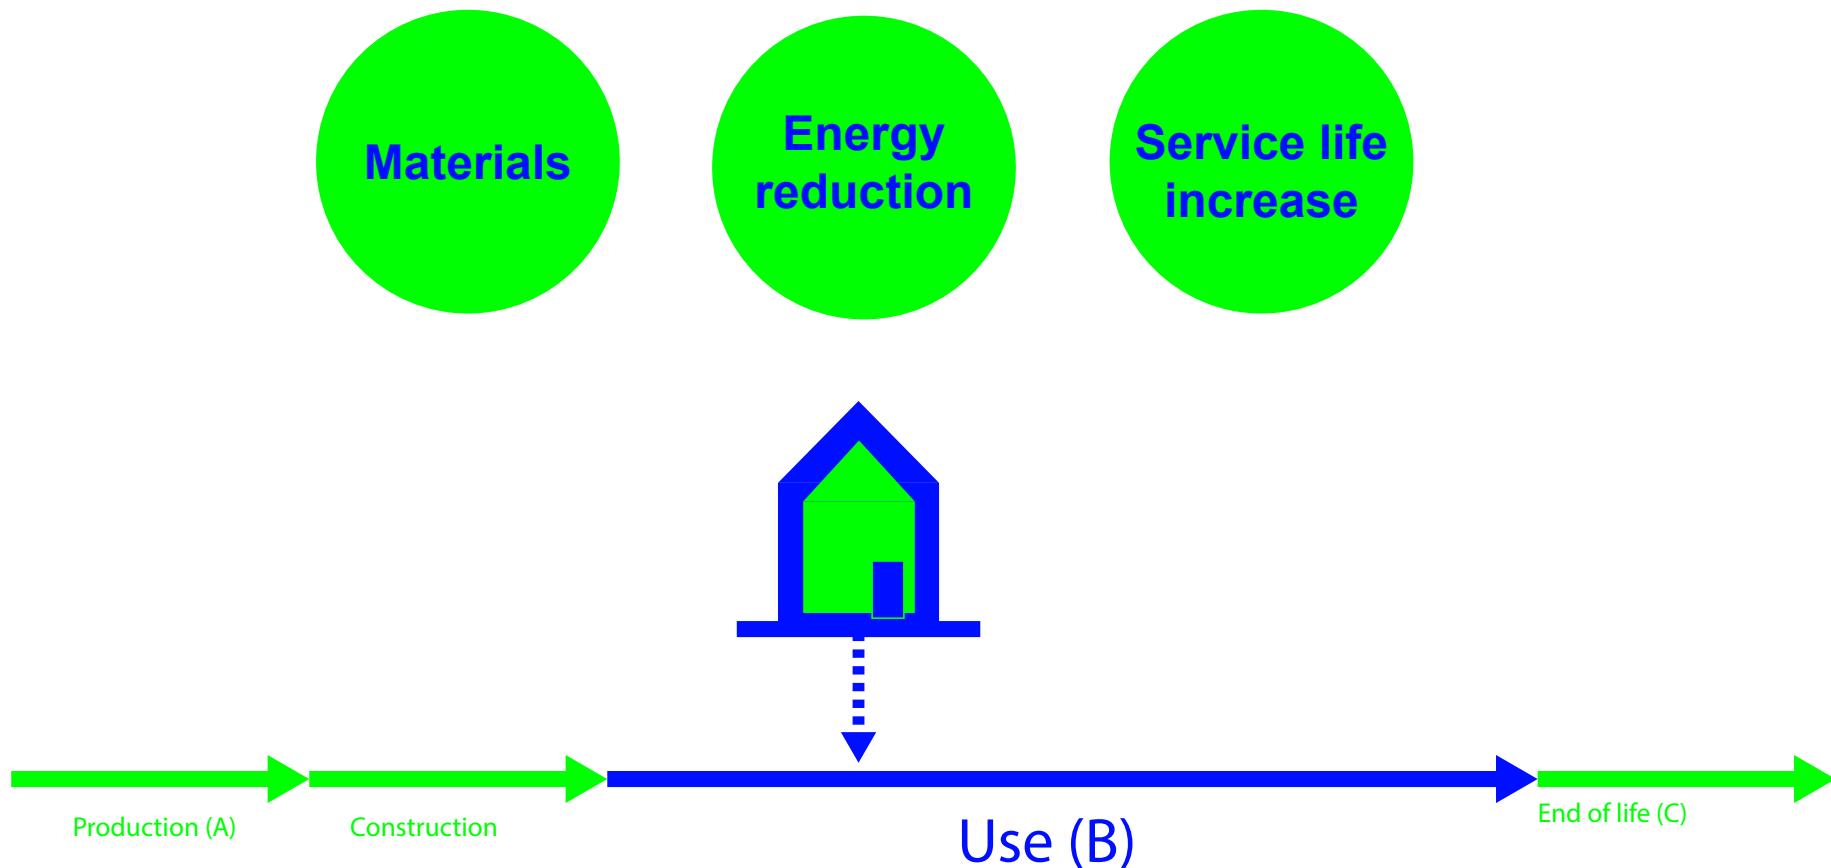 Materials
Energy
reduction
Service life
increase
Production (A)
Construction
Use (B)
End of life (C)